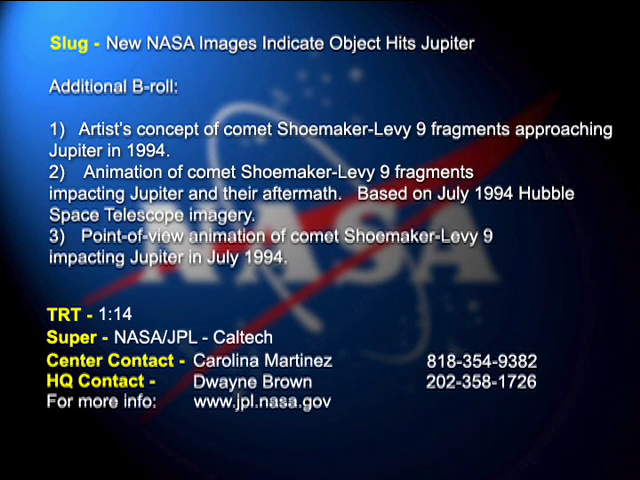 Slug - New NASA Images Indicate Object Hits Jupiter
Additional B-roll:
1) Artist's concept of comet Shoemaker-Levy 9 fragments approaching
Jupiter in 1994.
2) Animation of comet Shoemaker-Levy 9 fragments
impacting Jupiter and their aftermath. Based on July 1994 Hubble
Space Telescope imagery.
3) Point-of-view animation of comet Shoemaker-Levy 9
impacting Jupiter in July 1994.
NASA
TRT - 1:14
Super - NASA/JPL - Caltech
Center Contact - Carolina Martinez 818-354-9382
HQ Contact - Dwayne Brown 202-358-1726
For more info: www.jpl.nasa.gov